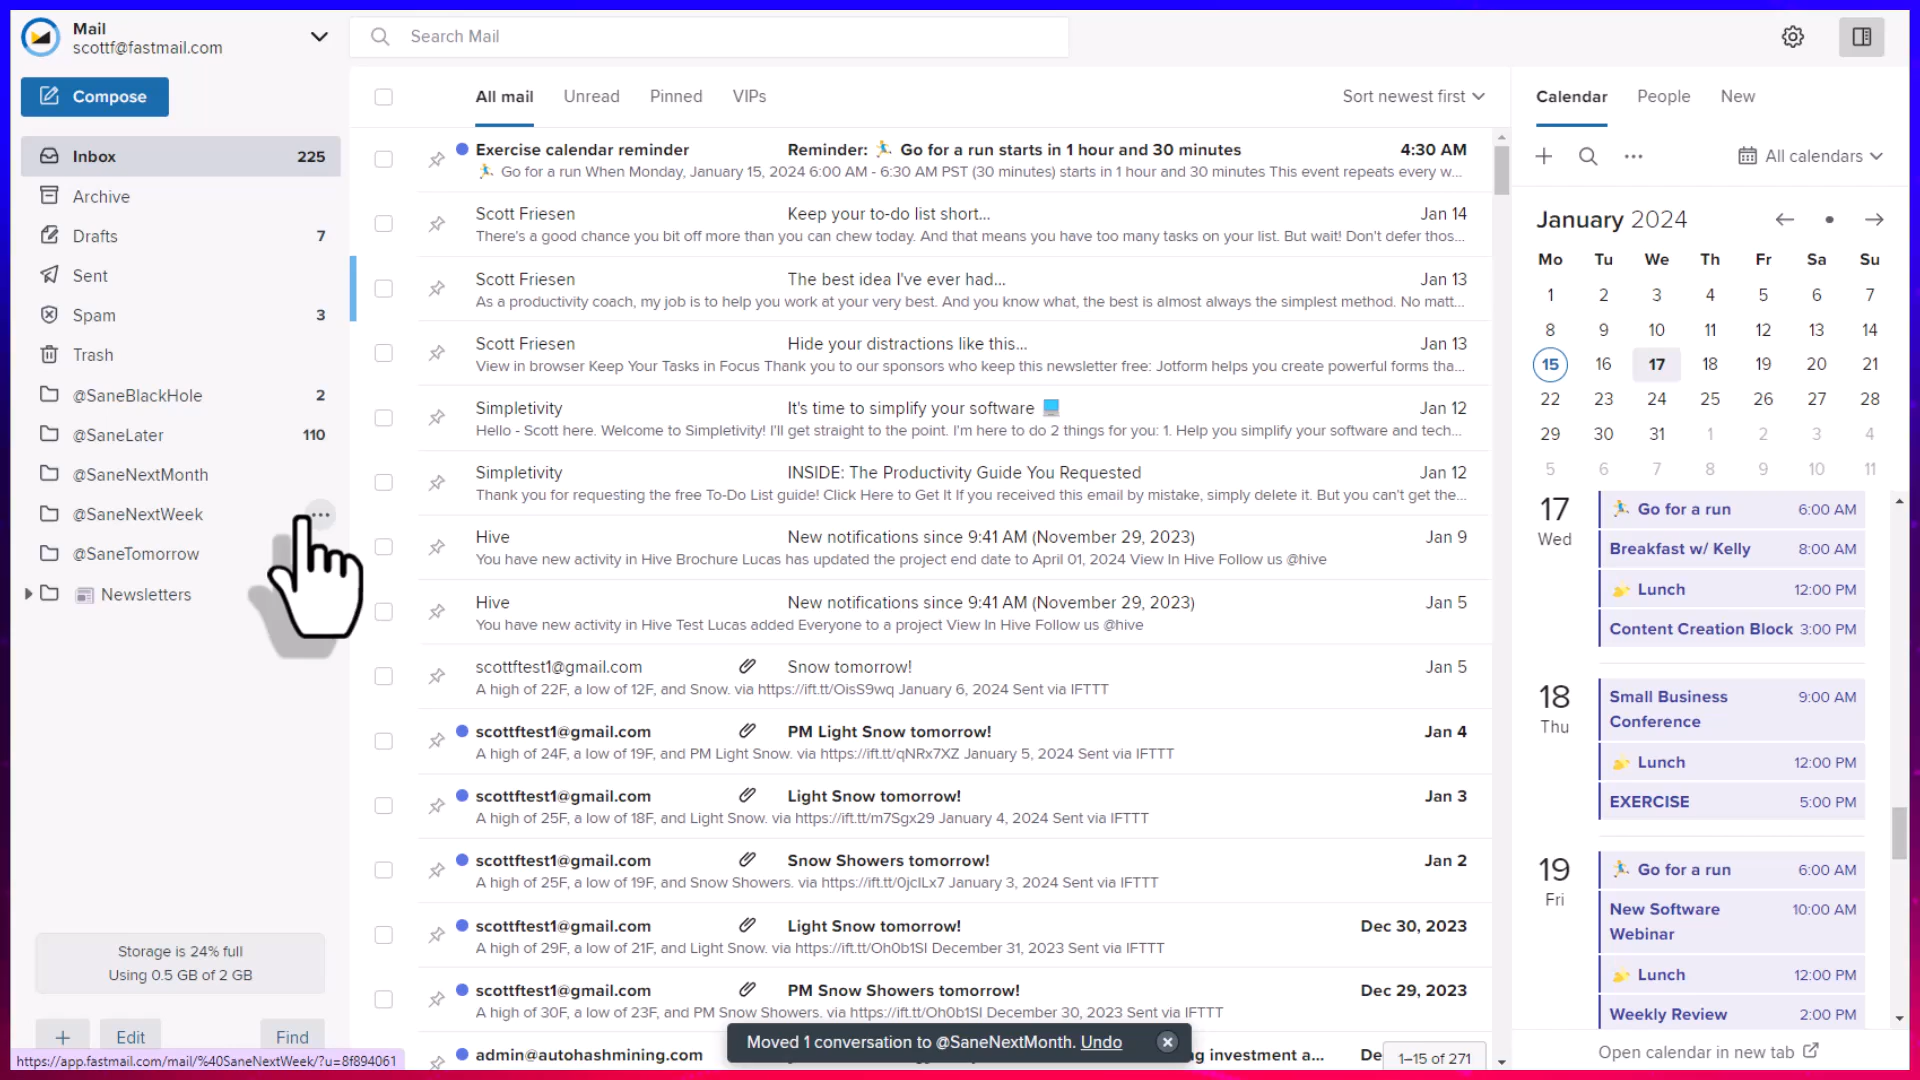 Mail
scottf@fastmail.com
Compose
Inbox 225
Archive
Drafts 7
Sent
Spam 3
Trash
@SaneBlackHole 2
@SaneLater 110
@SaneNextMonth
@SaneNextWeek
@SaneTomorrow
Newsletters
Storage is 24% full
Using 0.5 GB of 2 GB
+ Edit Find
https://app.fastmail.com/mail/%40SaneNextWeek/?u=8f894061
Search Mail
All mail Unread Pinned VIPs Sort newest first
Exercise calendar reminder Reminder: 🏃 Go for a run starts in 1 hour and 30 minutes 4:30 AM
🏃 Go for a run When Monday, January 15, 2024 6:00 AM - 6:30 AM PST (30 minutes) starts in 1 hour and 30 minutes This event repeats every w...
Scott Friesen Keep your to-do list short... Jan 14
There's a good chance you bit off more than you can chew today. And that means you have too many tasks on your list. But wait! Don't defer thos...
Scott Friesen The best idea I've ever had... Jan 13
As a productivity coach, my job is to help you work at your very best. And you know what, the best is almost always the simplest method. No matt...
Scott Friesen Hide your distractions like this... Jan 13
View in browser Keep Your Tasks in Focus Thank you to our sponsors who keep this newsletter free: Jotform helps you create powerful forms tha...
Simpletivity It's time to simplify your software 💻 Jan 12
Hello - Scott here. Welcome to Simpletivity! I'll get straight to the point. I'm here to do 2 things for you: 1. Help you simplify your software and tech...
Simpletivity INSIDE: The Productivity Guide You Requested Jan 12
Thank you for requesting the free To-Do List guide! Click Here to Get It If you received this email by mistake, simply delete it. But you can't get the...
Hive New notifications since 9:41 AM (November 29, 2023) Jan 9
You have new activity in Hive Brochure Lucas has updated the project end date to April 01, 2024 View In Hive Follow us @hive
Hive New notifications since 9:41 AM (November 29, 2023) Jan 5
You have new activity in Hive Test Lucas added Everyone to a project View In Hive Follow us @hive
scottftest1@gmail.com Snow tomorrow! Jan 5
A high of 22F, a low of 12F, and Snow. via https://ift.tt/OisS9wq January 6, 2024 Sent via IFTTT
scottftest1@gmail.com PM Light Snow tomorrow! Jan 4
A high of 24F, a low of 19F, and PM Light Snow. via https://ift.tt/qNRx7XZ January 5, 2024 Sent via IFTTT
scottftest1@gmail.com Light Snow tomorrow! Jan 3
A high of 25F, a low of 18F, and Light Snow. via https://ift.tt/m7Sgx29 January 4, 2024 Sent via IFTTT
scottftest1@gmail.com Snow Showers tomorrow! Jan 2
A high of 25F, a low of 19F, and Snow Showers. via https://ift.tt/0jcILx7 January 3, 2024 Sent via IFTTT
scottftest1@gmail.com Light Snow tomorrow! Dec 30, 2023
A high of 29F, a low of 21F, and Light Snow. via https://ift.tt/Oh0b1SI December 31, 2023 Sent via IFTTT
scottftest1@gmail.com PM Snow Showers tomorrow! Dec 29, 2023
A high of 30F, a low of 23F, and PM Snow Showers. via https://ift.tt/Oh0b1SI December 30, 2023 Sent via IFTTT
admin@autohashmining.com investment a... De
Moved 1 conversation to @SaneNextMonth. Undo
1–15 of 271
Calendar People New
All calendars
January 2024
Mo Tu We Th Fr Sa Su
1 2 3 4 5 6 7
8 9 10 11 12 13 14
15 16 17 18 19 20 21
22 23 24 25 26 27 28
29 30 31 1 2 3 4
5 6 7 8 9 10 11
17 Wed
🏃 Go for a run 6:00 AM
Breakfast w/ Kelly 8:00 AM
Lunch 12:00 PM
Content Creation Block 3:00 PM
18 Thu
Small Business Conference 9:00 AM
Lunch 12:00 PM
EXERCISE 5:00 PM
19 Fri
🏃 Go for a run 6:00 AM
New Software Webinar 10:00 AM
Lunch 12:00 PM
Weekly Review 2:00 PM
Open calendar in new tab